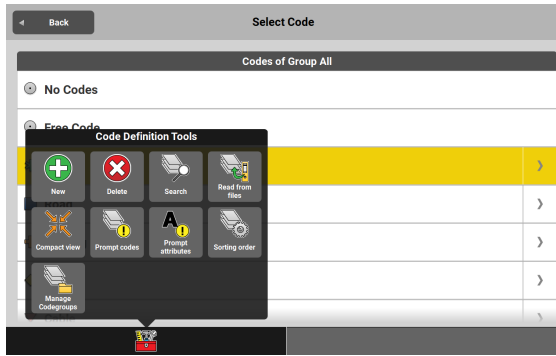 Back
Select Code
Codes of Group All
No Codes
Free Code
Code Definition Tools
New
Delete
Search
Read from
files
Compact view
Prompt codes
Prompt
attributes
Sorting order
Manage
Codegroups